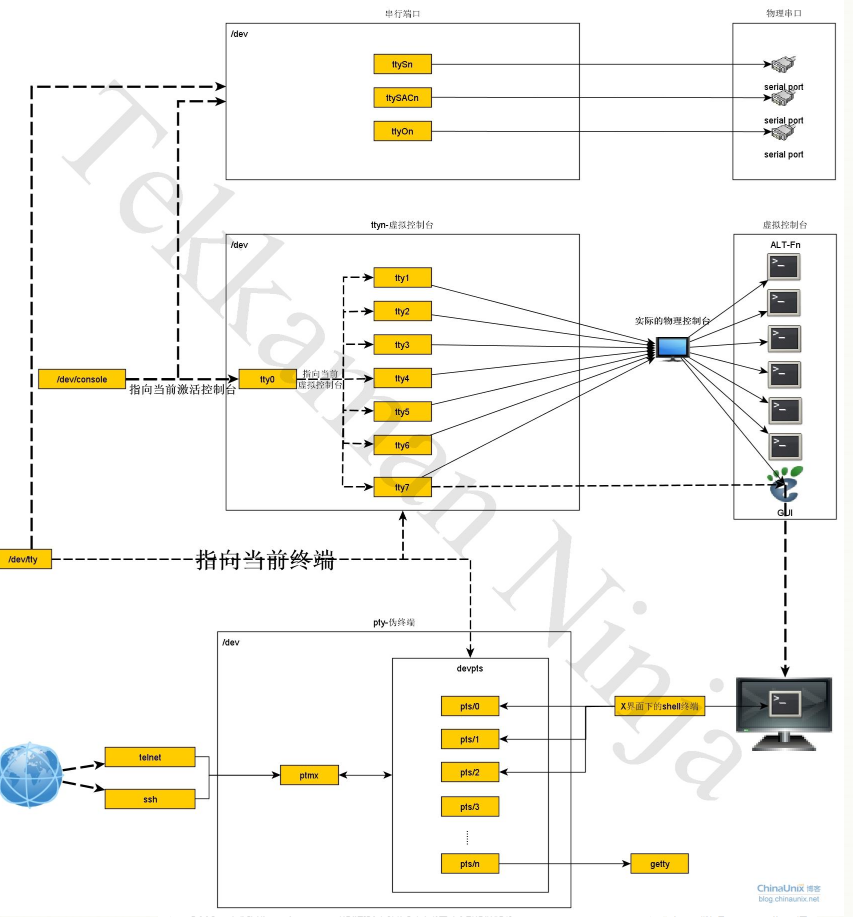 串行端口
物理串口
/dev
ttySn
serial port
ttySACn
serial port
ttyOn
serial port
ttyn-虚拟控制台
虚拟控制台
/dev
ALT-Fn
tty1
tty2
实际的物理控制台
tty3
/dev/console
指向当前激活控制台
tty0
指向当前
虚拟控制台
tty4
tty5
tty6
tty7
GUI
/dev/tty
指向当前终端
pty-伪终端
/dev
devpts
pts/0
X界面下的shell终端
pts/1
telnet
ptmx
pts/2
ssh
pts/3
......
pts/n
getty
Tekkaman Ninja
ChinaUnix 博客
blog.chinaunix.net